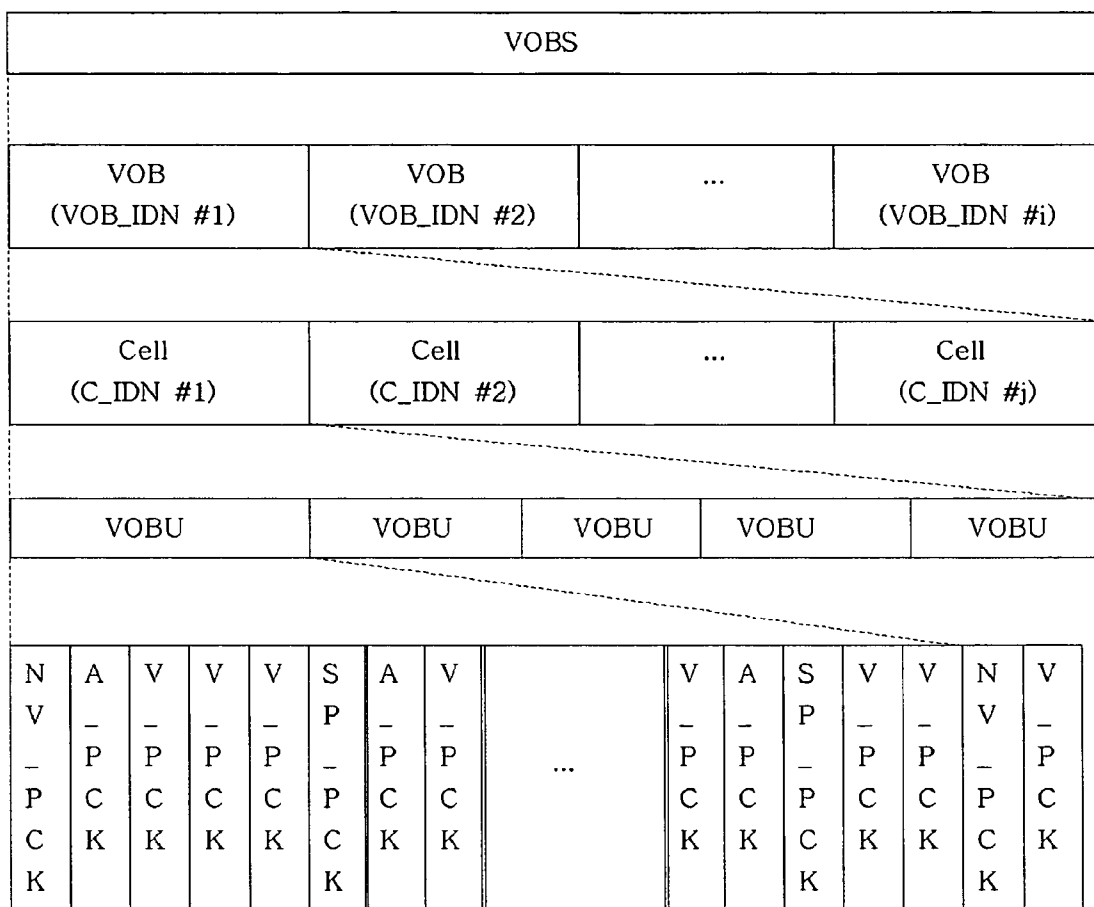 VOBS
VOB VOB ... VOB
(VOB_IDN #1) (VOB_IDN #2) (VOB_IDN #i)
Cell Cell ... Cell
(C_IDN #1) (C_IDN #2) (C_IDN #j)
VOBU VOBU VOBU VOBU VOBU
NV_PCK A_PCK V_PCK V_PCK V_PCK SP_PCK A_PCK V_PCK ... V_PCK A_PCK SP_PCK V_PCK V_PCK NV_PCK V_PCK